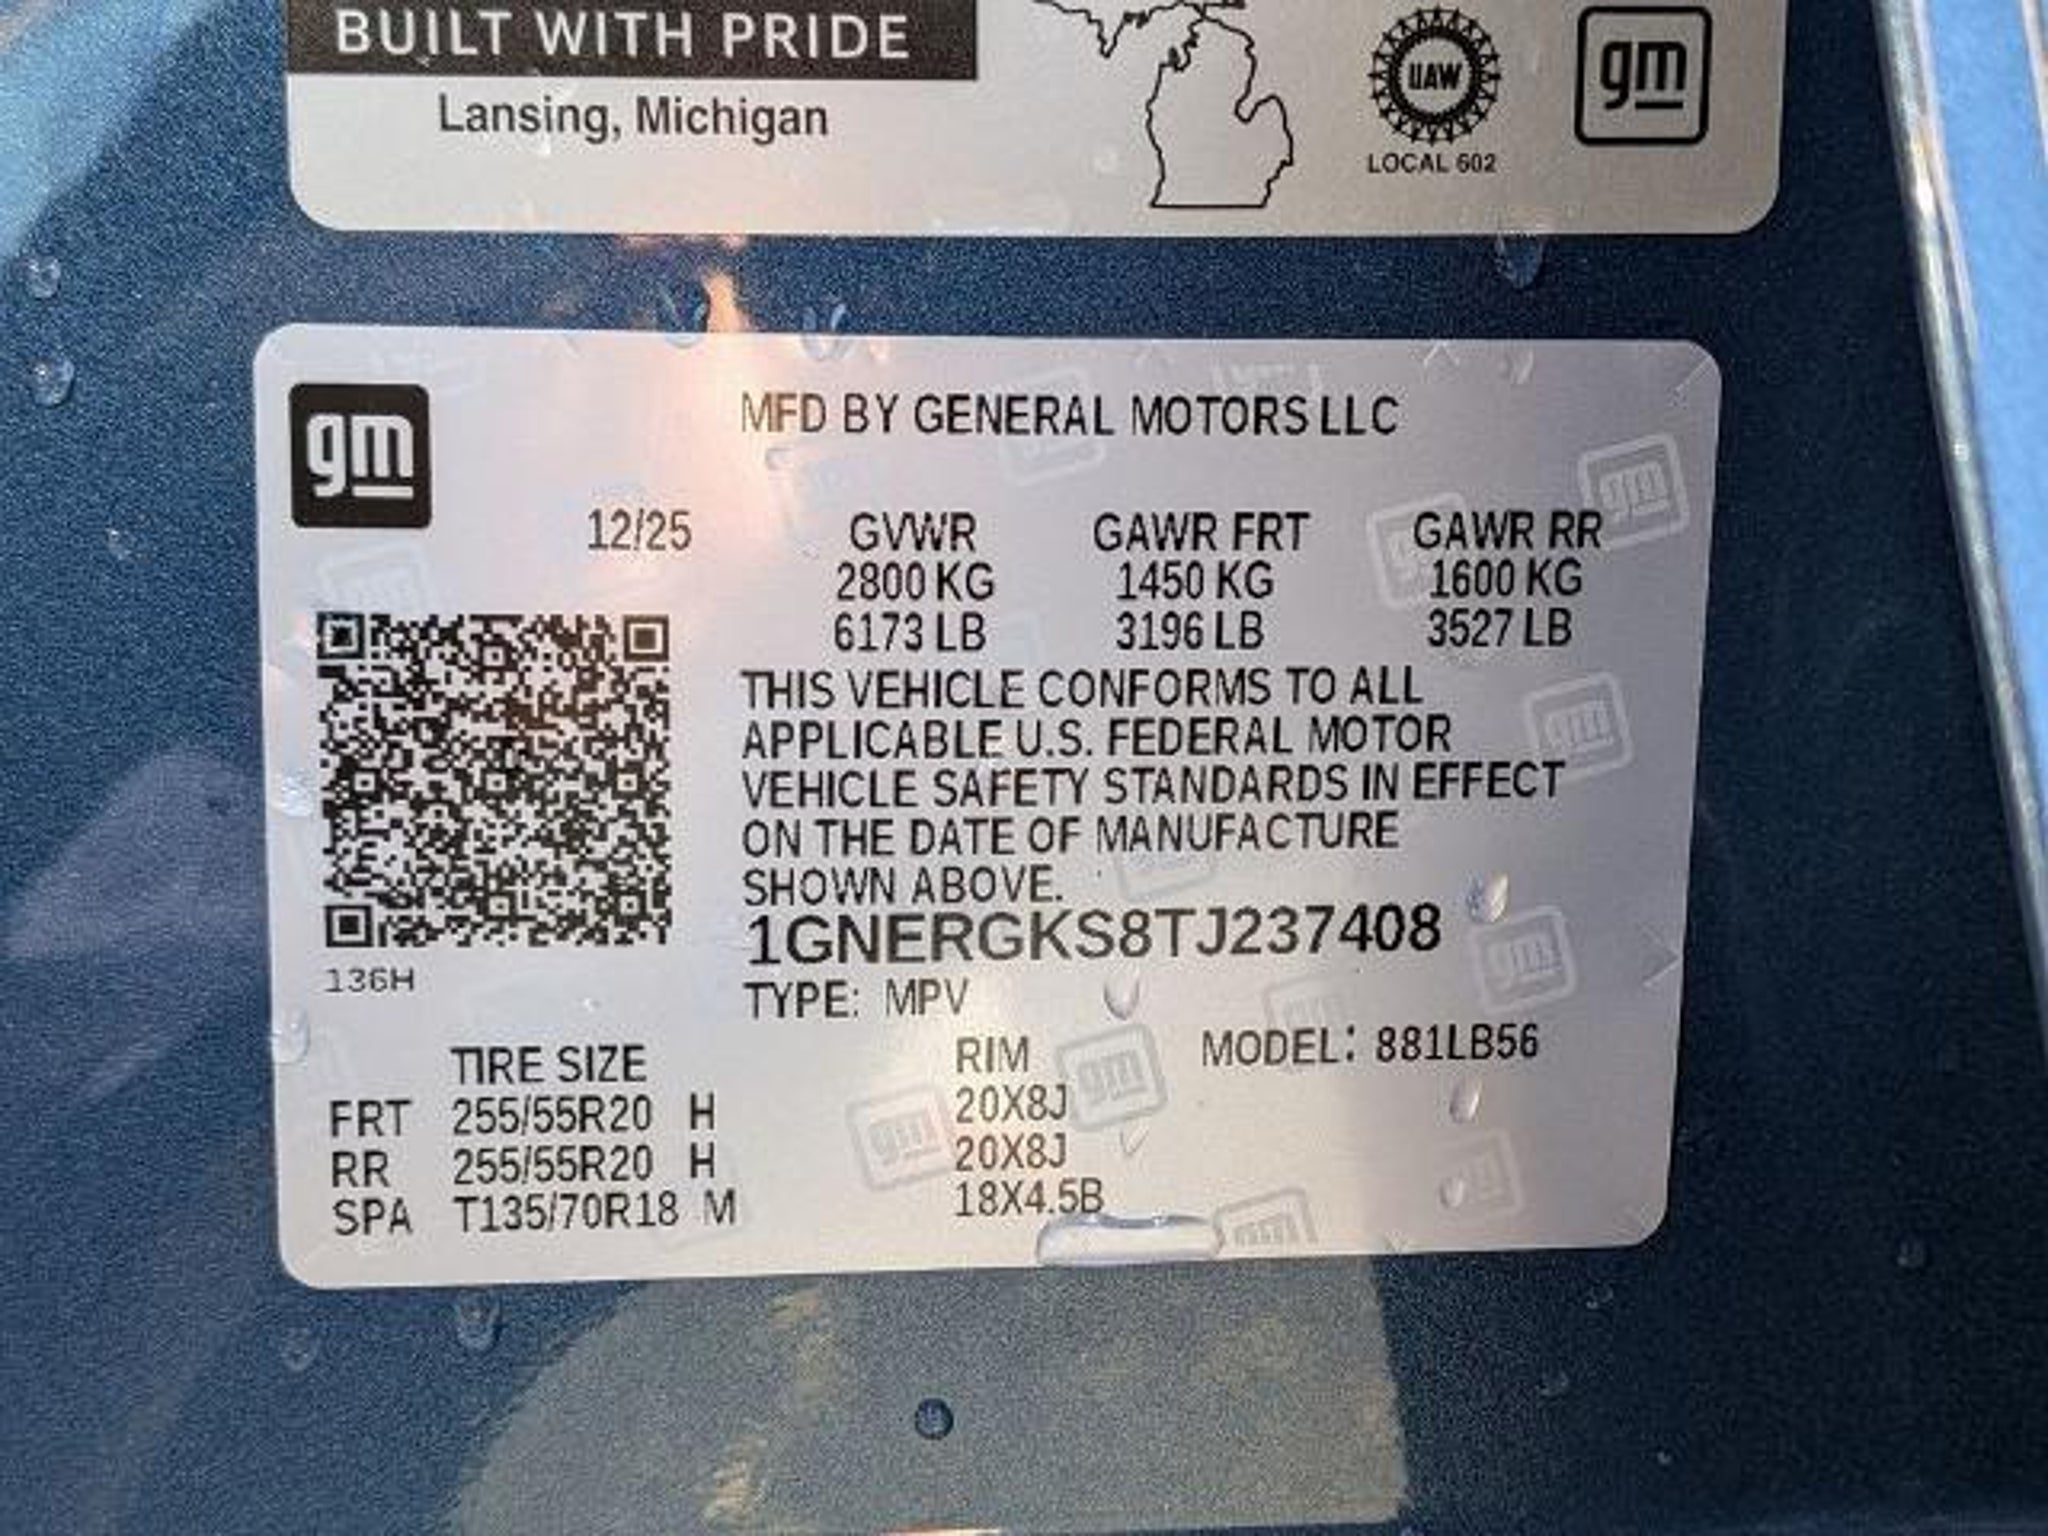 BUILT WITH PRIDE
Lansing, Michigan
UAW
LOCAL 602
gm
gm
MFD BY GENERAL MOTORS LLC
12/25 GVWR GAWR FRT GAWR RR
2800 KG 1450 KG 1600 KG
6173 LB 3196 LB 3527 LB
THIS VEHICLE CONFORMS TO ALL
APPLICABLE U.S. FEDERAL MOTOR
VEHICLE SAFETY STANDARDS IN EFFECT
ON THE DATE OF MANUFACTURE
SHOWN ABOVE.
1GNERGKS8TJ237408
136H
TYPE: MPV
TIRE SIZE RIM MODEL: 881LB56
FRT 255/55R20 H 20X8J
RR 255/55R20 H 20X8J
SPA T135/70R18 M 18X4.5B